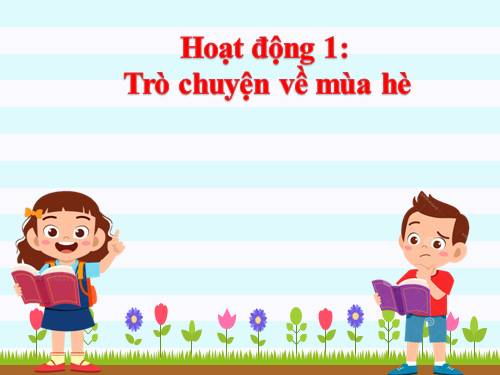 Hoạt động 1:
Trò chuyện về mùa hè